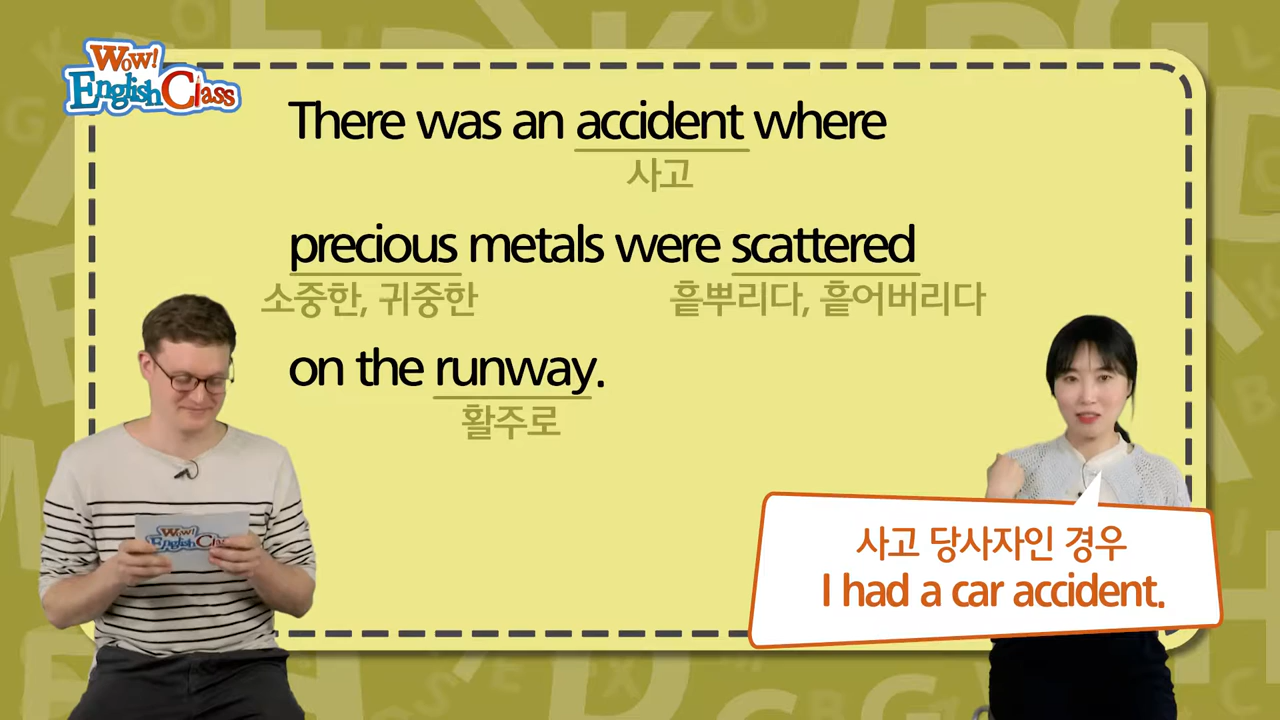 Wow!
English Class
There was an accident where
사고
precious metals were scattered
소중한, 귀중한 흩뿌리다, 흩어버리다
on the runway.
활주로
Wow!
English Class
사고 당사자인 경우
I had a car accident.